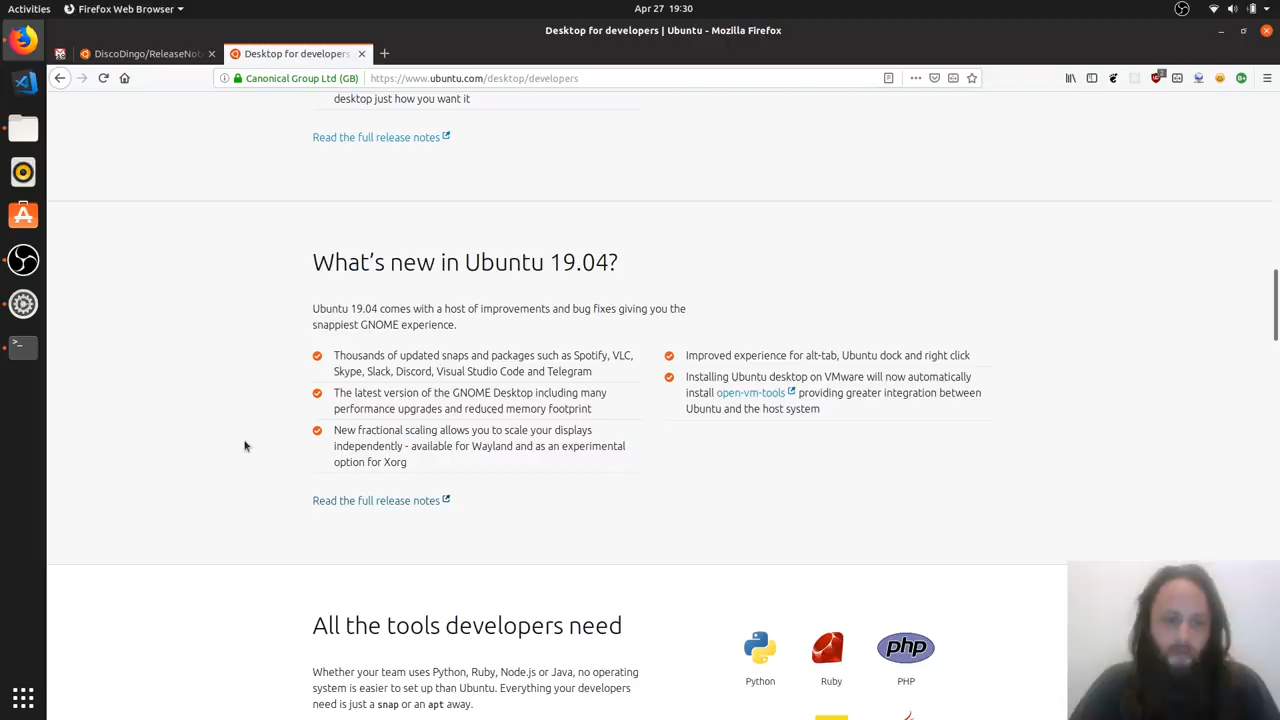 Activities
Firefox Web Browser
Apr 27 19:30
Desktop for developers | Ubuntu - Mozilla Firefox
DiscoDingo/ReleaseNot
Desktop for developers
Canonical Group Ltd (GB)
https://www.ubuntu.com/desktop/developers
desktop just how you want it
Read the full release notes
What's new in Ubuntu 19.04?
Ubuntu 19.04 comes with a host of improvements and bug fixes giving you the
snappiest GNOME experience.
Thousands of updated snaps and packages such as Spotify, VLC,
Skype, Slack, Discord, Visual Studio Code and Telegram
The latest version of the GNOME Desktop including many
performance upgrades and reduced memory footprint
New fractional scaling allows you to scale your displays
independently - available for Wayland and as an experimental
option for Xorg
Improved experience for alt-tab, Ubuntu dock and right click
Installing Ubuntu desktop on VMware will now automatically
install open-vm-tools providing greater integration between
Ubuntu and the host system
Read the full release notes
All the tools developers need
Whether your team uses Python, Ruby, Node.js or Java, no operating
system is easier to set up than Ubuntu. Everything your developers
need is just a snap or an apt away.
php
Python
Ruby
PHP